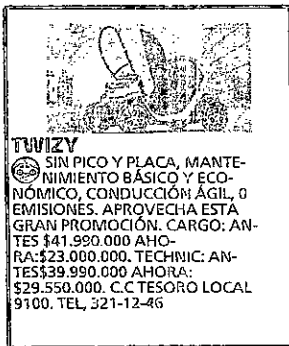 TWIZY
SIN PICO Y PLACA, MANTE-
NIMIENTO BÁSICO Y ECO-
NÓMICO, CONDUCCIÓN ÁGIL, 0
EMISIONES. APROVECHA ESTA
GRAN PROMOCIÓN. CARGO: AN-
TES $41.990.000 AHO-
RA:$23.000.000. TECHNIC: AN-
TES$39.990.000 AHORA:
$29.550.000. C.C TESORO LOCAL
9100. TEL, 321-12-46